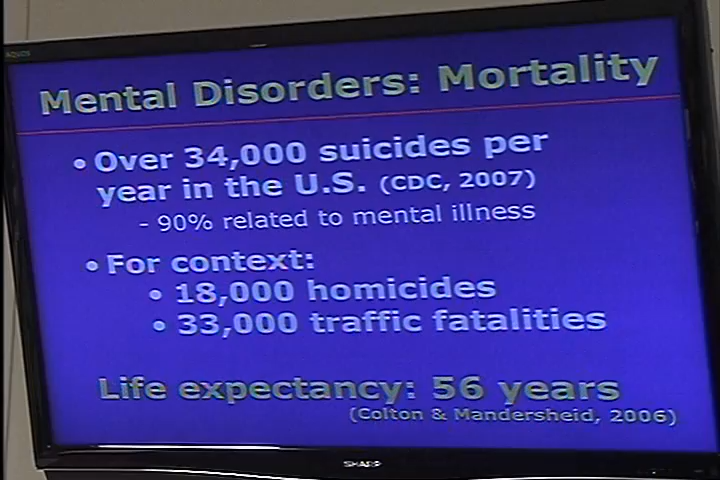 Mental Disorders: Mortality
• Over 34,000 suicides per
year in the U.S. (CDC, 2007)
- 90% related to mental illness
• For context:
• 18,000 homicides
• 33,000 traffic fatalities
Life expectancy: 56 years
(Colton & Mandersheid, 2006)
SHARP